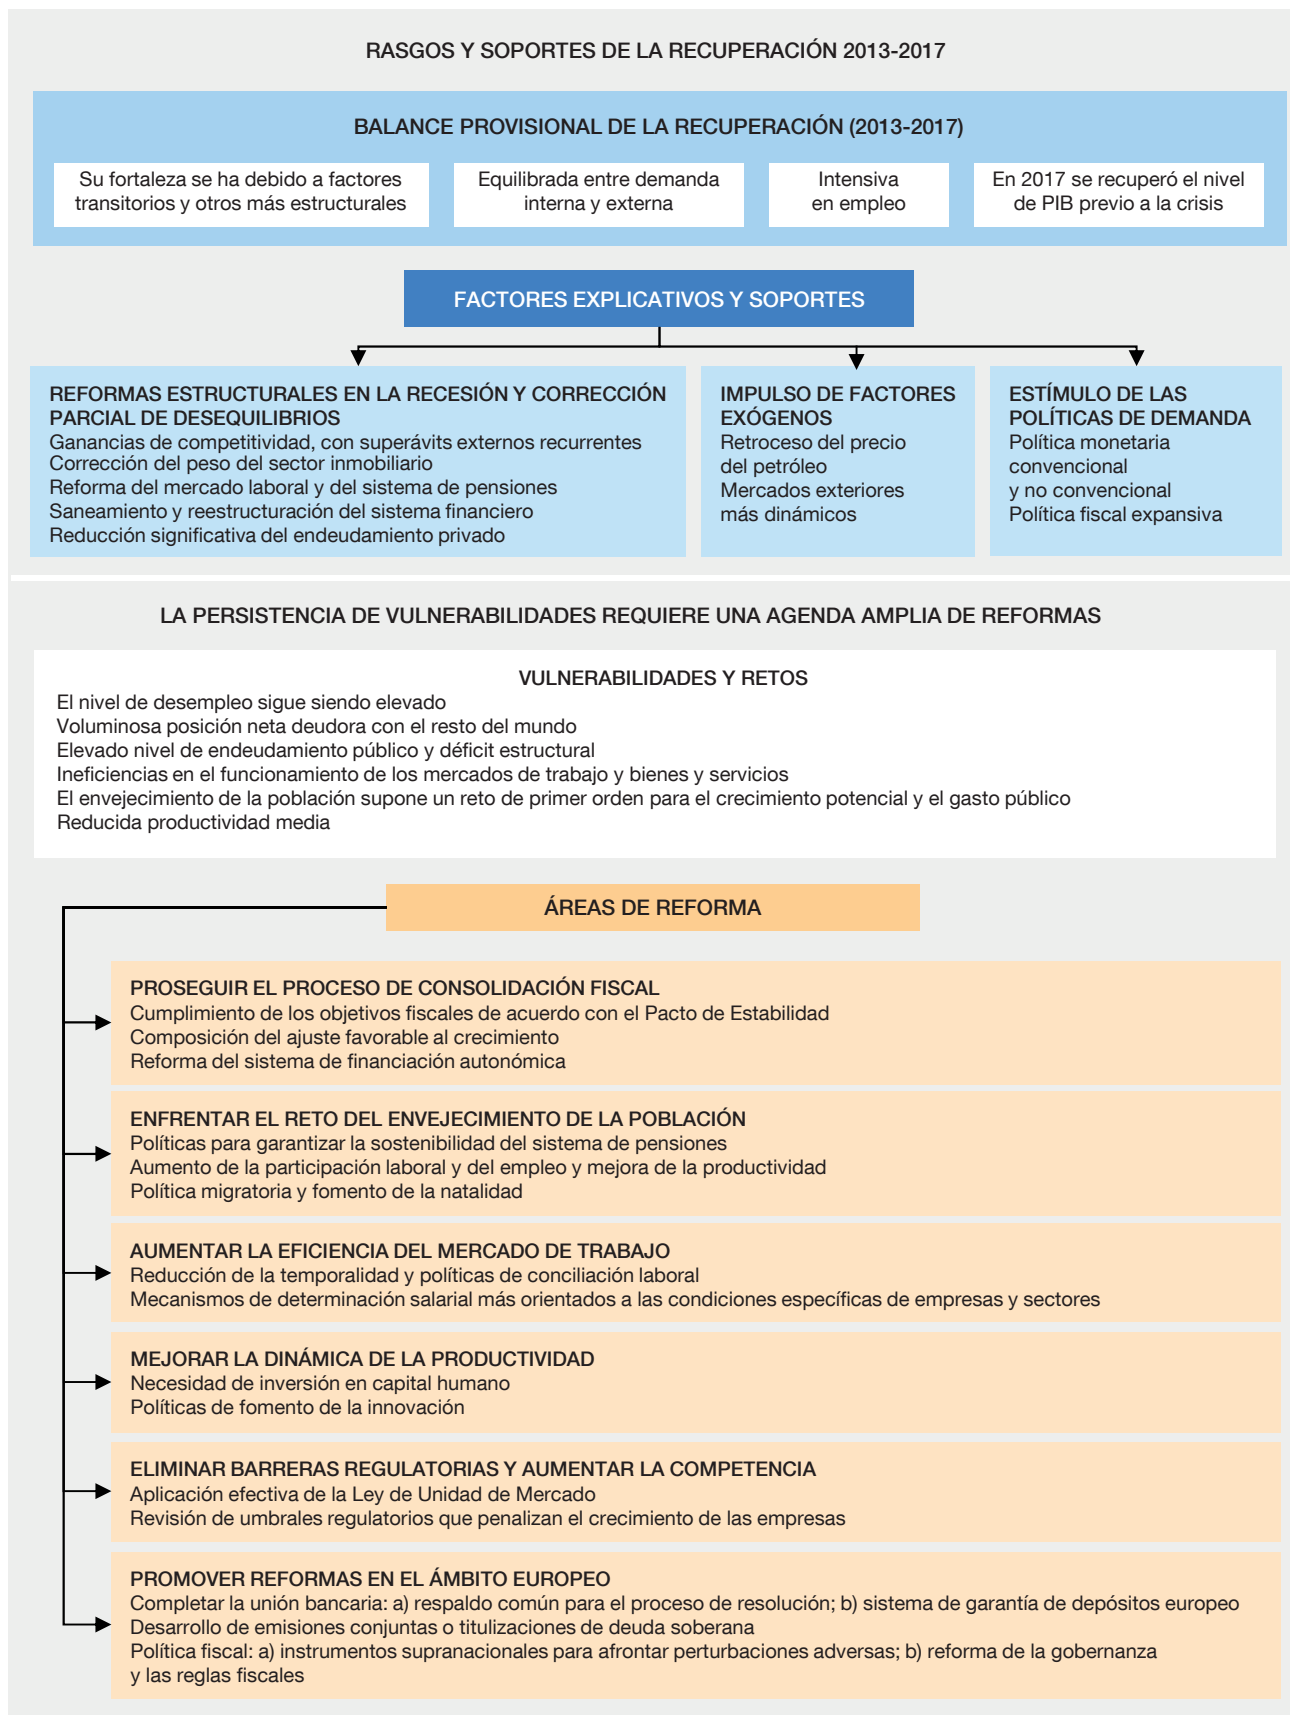 RASGOS Y SOPORTES DE LA RECUPERACIÓN 2013-2017
BALANCE PROVISIONAL DE LA RECUPERACIÓN (2013-2017)
Su fortaleza se ha debido a factores
transitorios y otros más estructurales
Equilibrada entre demanda
interna y externa
Intensiva
en empleo
En 2017 se recuperó el nivel
de PIB previo a la crisis
FACTORES EXPLICATIVOS Y SOPORTES
REFORMAS ESTRUCTURALES EN LA RECESIÓN Y CORRECCIÓN
PARCIAL DE DESEQUILIBRIOS
Ganancias de competitividad, con superávits externos recurrentes
Corrección del peso del sector inmobiliario
Reforma del mercado laboral y del sistema de pensiones
Saneamiento y reestructuración del sistema financiero
Reducción significativa del endeudamiento privado
IMPULSO DE FACTORES
EXÓGENOS
Retroceso del precio
del petróleo
Mercados exteriores
más dinámicos
ESTÍMULO DE LAS
POLÍTICAS DE DEMANDA
Política monetaria
convencional
y no convencional
Política fiscal expansiva
LA PERSISTENCIA DE VULNERABILIDADES REQUIERE UNA AGENDA AMPLIA DE REFORMAS
VULNERABILIDADES Y RETOS
El nivel de desempleo sigue siendo elevado
Voluminosa posición neta deudora con el resto del mundo
Elevado nivel de endeudamiento público y déficit estructural
Ineficiencias en el funcionamiento de los mercados de trabajo y bienes y servicios
El envejecimiento de la población supone un reto de primer orden para el crecimiento potencial y el gasto público
Reducida productividad media
ÁREAS DE REFORMA
PROSEGUIR EL PROCESO DE CONSOLIDACIÓN FISCAL
Cumplimiento de los objetivos fiscales de acuerdo con el Pacto de Estabilidad
Composición del ajuste favorable al crecimiento
Reforma del sistema de financiación autonómica
ENFRENTAR EL RETO DEL ENVEJECIMIENTO DE LA POBLACIÓN
Políticas para garantizar la sostenibilidad del sistema de pensiones
Aumento de la participación laboral y del empleo y mejora de la productividad
Política migratoria y fomento de la natalidad
AUMENTAR LA EFICIENCIA DEL MERCADO DE TRABAJO
Reducción de la temporalidad y políticas de conciliación laboral
Mecanismos de determinación salarial más orientados a las condiciones específicas de empresas y sectores
MEJORAR LA DINÁMICA DE LA PRODUCTIVIDAD
Necesidad de inversión en capital humano
Políticas de fomento de la innovación
ELIMINAR BARRERAS REGULATORIAS Y AUMENTAR LA COMPETENCIA
Aplicación efectiva de la Ley de Unidad de Mercado
Revisión de umbrales regulatorios que penalizan el crecimiento de las empresas
PROMOVER REFORMAS EN EL ÁMBITO EUROPEO
Completar la unión bancaria: a) respaldo común para el proceso de resolución; b) sistema de garantía de depósitos europeo
Desarrollo de emisiones conjuntas o titulizaciones de deuda soberana
Política fiscal: a) instrumentos supranacionales para afrontar perturbaciones adversas; b) reforma de la gobernanza
y las reglas fiscales